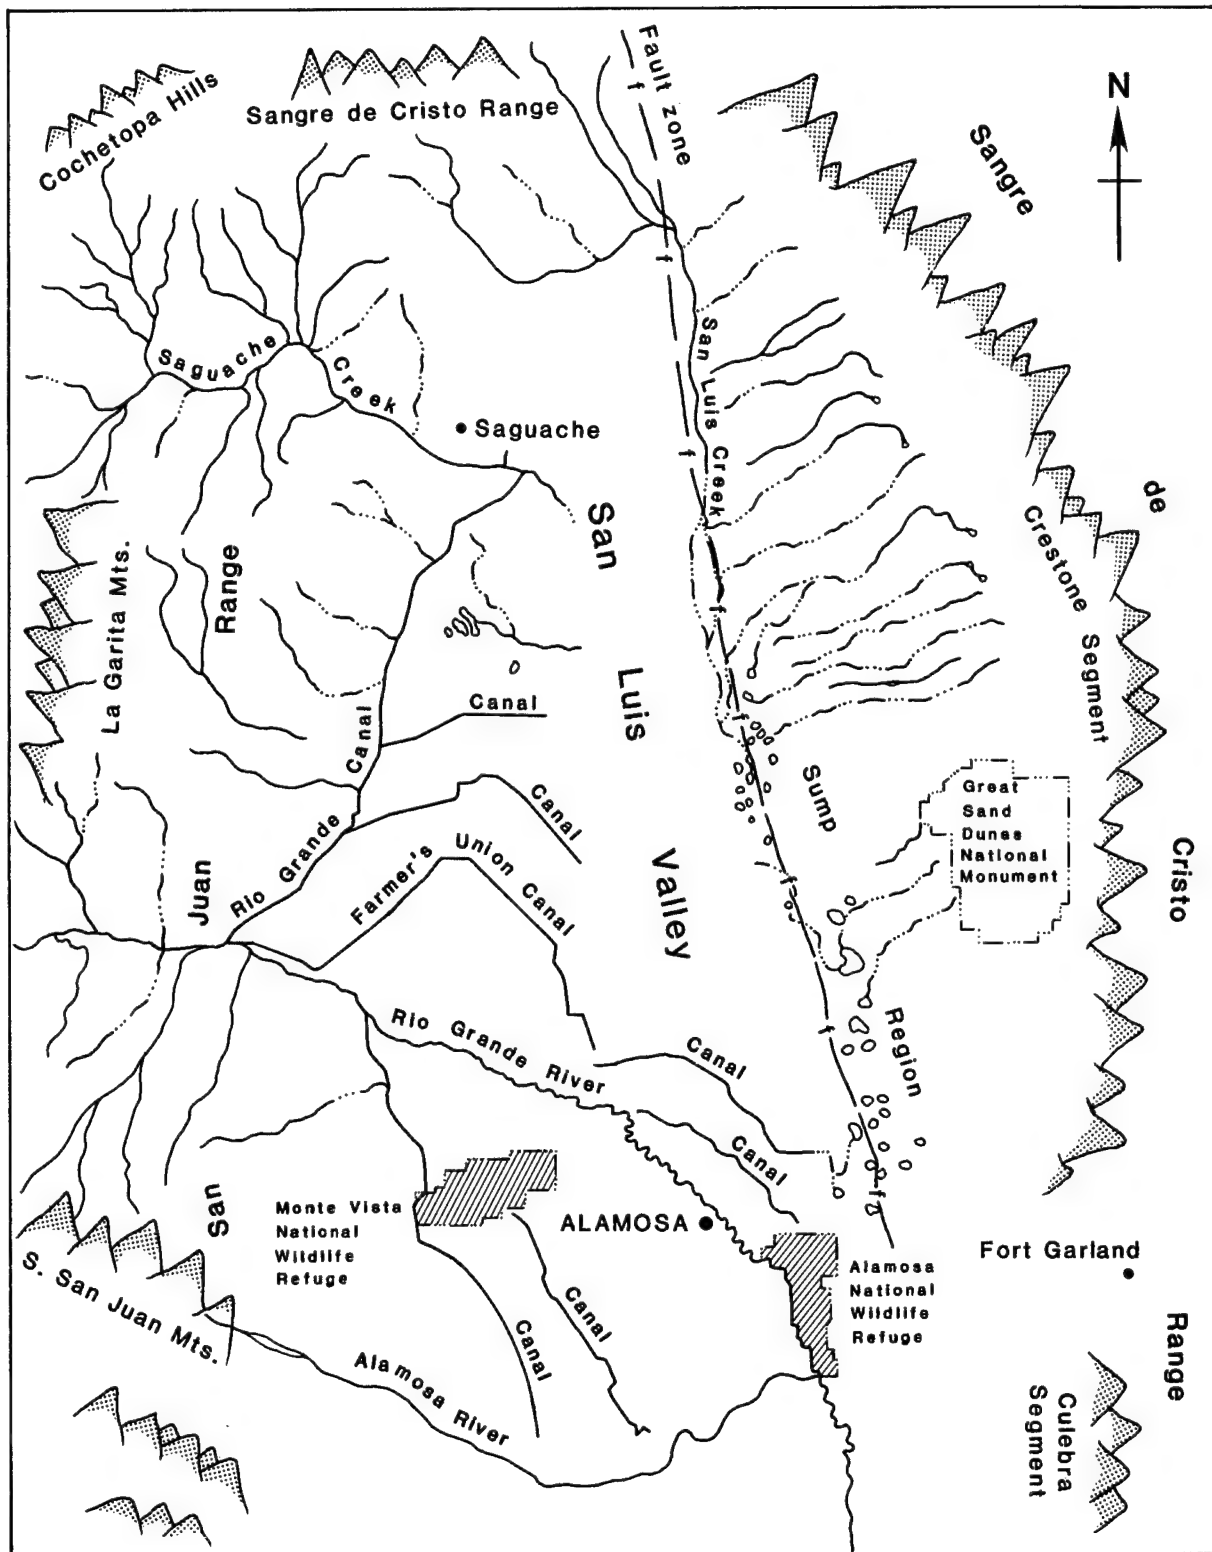 Fault zone
f
N
Cochetopa Hills
Sangre de Cristo Range
Sangre
de
Cristo
Range
f
San Luis Creek
Saguache
Creek
f
Saguache
f
San
Luis
Valley
Crestone Segment
La Garita Mts.
Range
Juan
San
f
Canal
Canal
f
Sump
Region
Great
Sand
Dunes
National
Monument
Rio Grande
Canal
Farmer's
Union Canal
f
Rio Grande River
f
Canal
Canal
Monte Vista
National
Wildlife
Refuge
ALAMOSA
f
Fort Garland
Alamosa
National
Wildlife
Refuge
S. San Juan Mts.
Canal
Canal
Alamosa River
Culebra
Segment